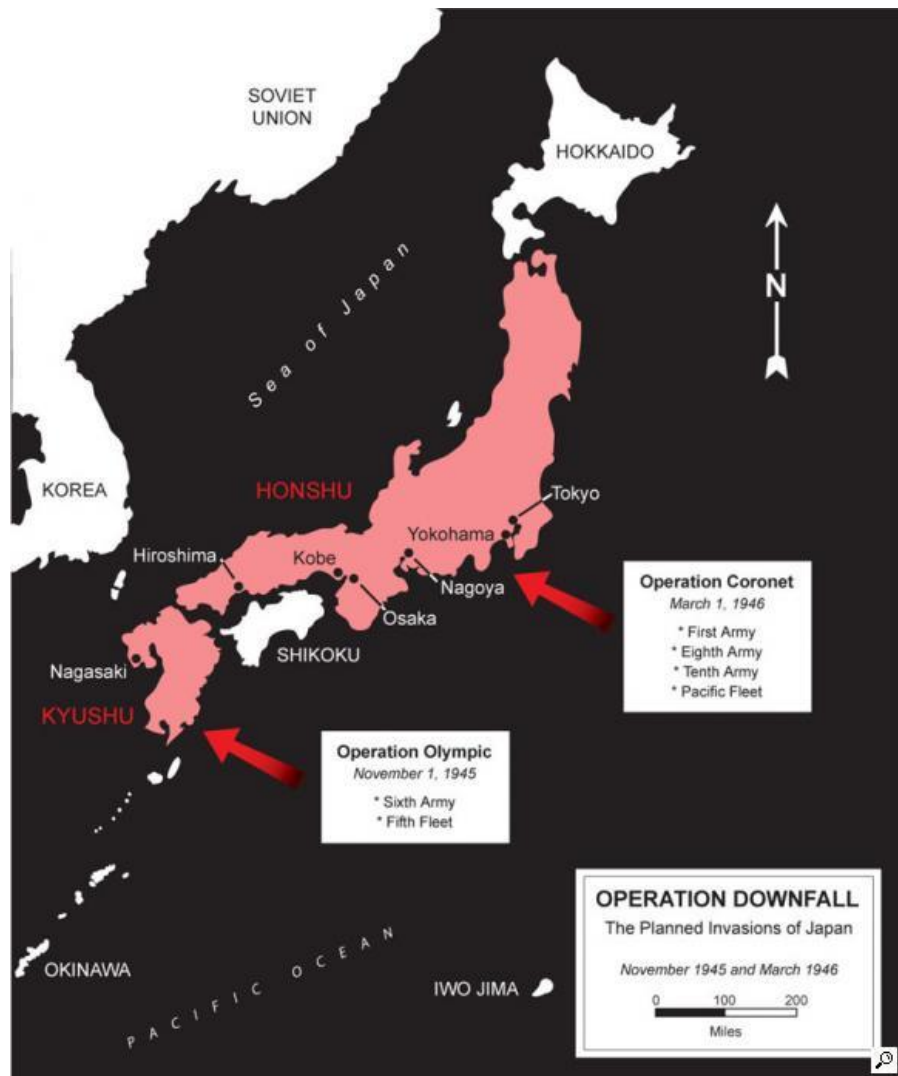 SOVIET
UNION
HOKKAIDO
N
Sea of Japan
KOREA
HONSHU
Tokyo
Yokohama
Hiroshima
Kobe
Nagoya
Osaka
SHIKOKU
Nagasaki
KYUSHU
Operation Coronet
March 1, 1946
* First Army
* Eighth Army
* Tenth Army
* Pacific Fleet
Operation Olympic
November 1, 1945
* Sixth Army
* Fifth Fleet
OKINAWA
PACIFIC OCEAN
IWO JIMA
OPERATION DOWNFALL
The Planned Invasions of Japan
November 1945 and March 1946
0 100 200
Miles